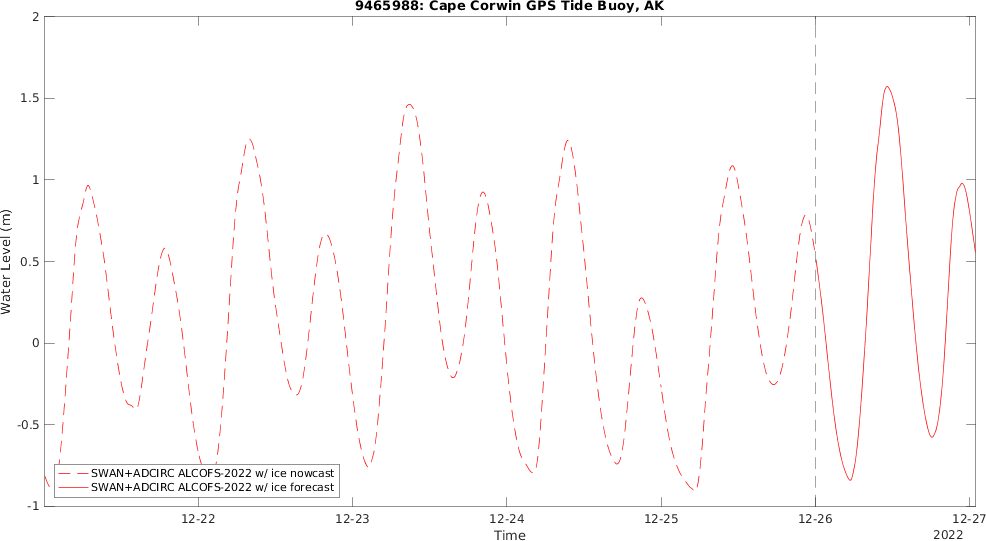 9465988: Cape Corwin GPS Tide Buoy, AK
2
1.5
1
0.5
0
-0.5
-1
Water Level (m)
SWAN+ADCIRC ALCOFS-2022 w/ ice nowcast
SWAN+ADCIRC ALCOFS-2022 w/ ice forecast
12-22 12-23 12-24 12-25 12-26 12-27
Time
2022